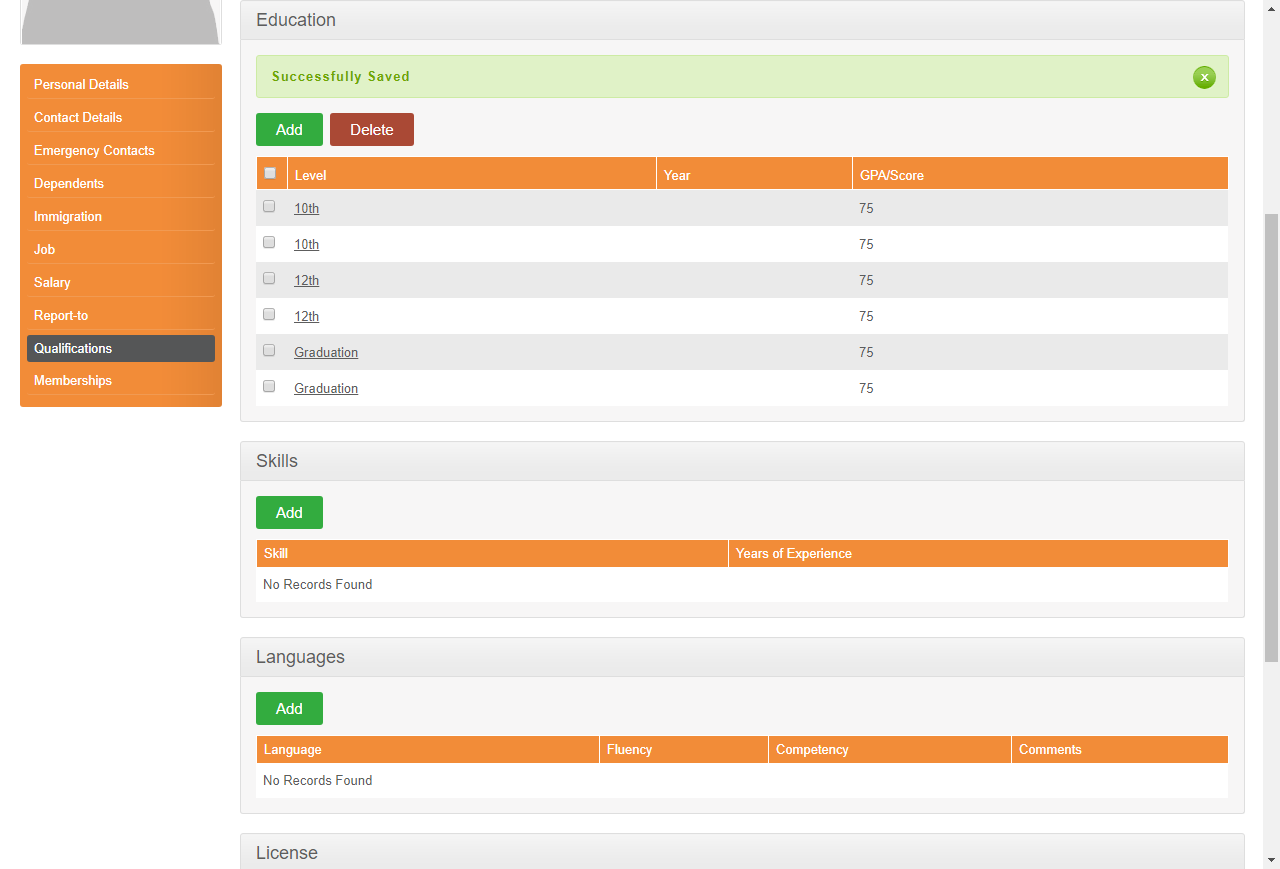 Personal Details
Contact Details
Emergency Contacts
Dependents
Immigration
Job
Salary
Report-to
Qualifications
Memberships
Education
Successfully Saved x
Add Delete
Level Year GPA/Score
10th 75
10th 75
12th 75
12th 75
Graduation 75
Graduation 75
Skills
Add
Skill Years of Experience
No Records Found
Languages
Add
Language Fluency Competency Comments
No Records Found
License